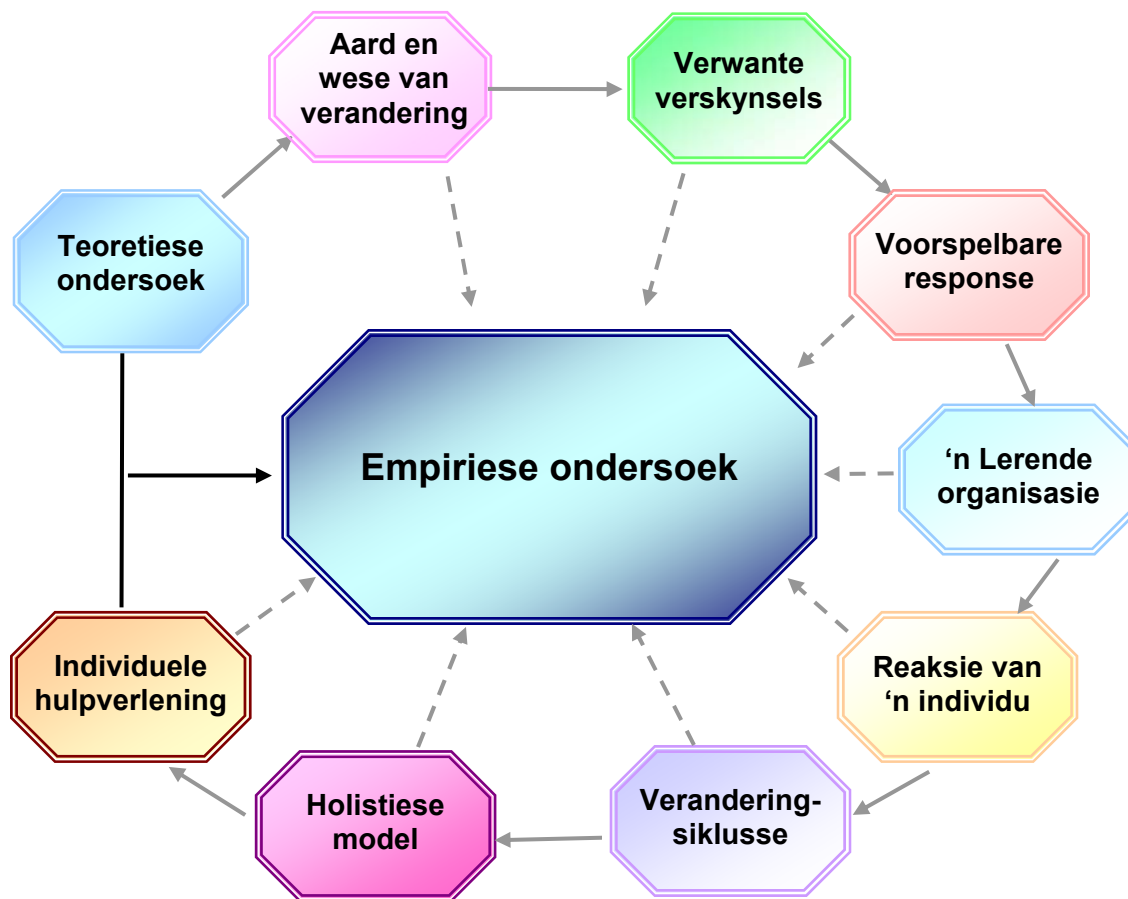 Aard en
wese van
verandering
Verwante
verskynsels
Teoretiese
ondersoek
Voorspelbare
response
Empiriese ondersoek
‘n Lerende
organisasie
Individuele
hulpverlening
Reaksie van
‘n individu
Holistiese
model
Verandering-
siklusse